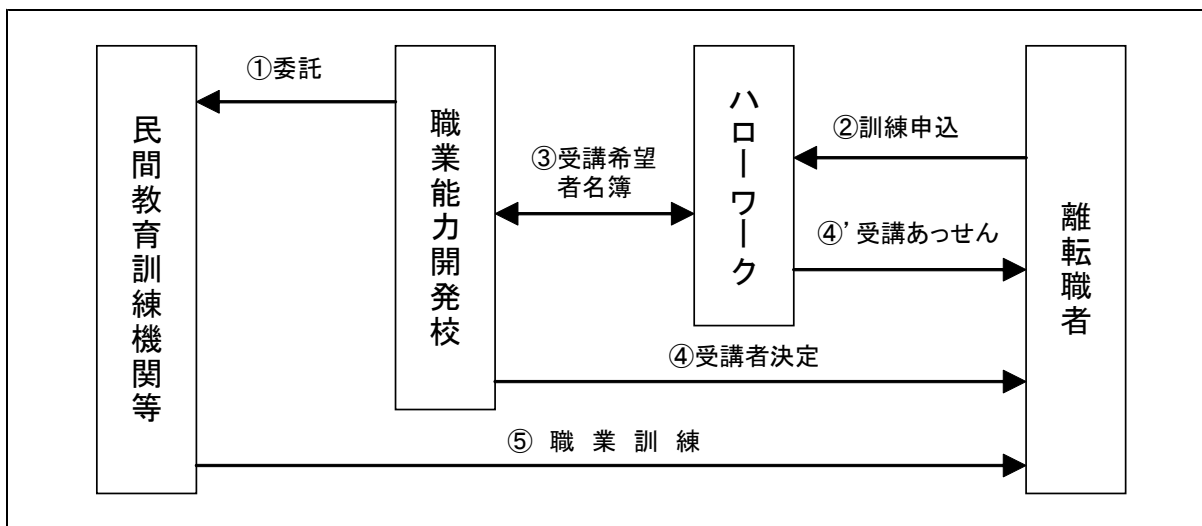 民間教育訓練機関等
①委託
職業能力開発校
③受講希望
者名簿
ハローワーク
②訓練申込
④’受講あっせん
離転職者
④受講者決定
⑤ 職 業 訓 練